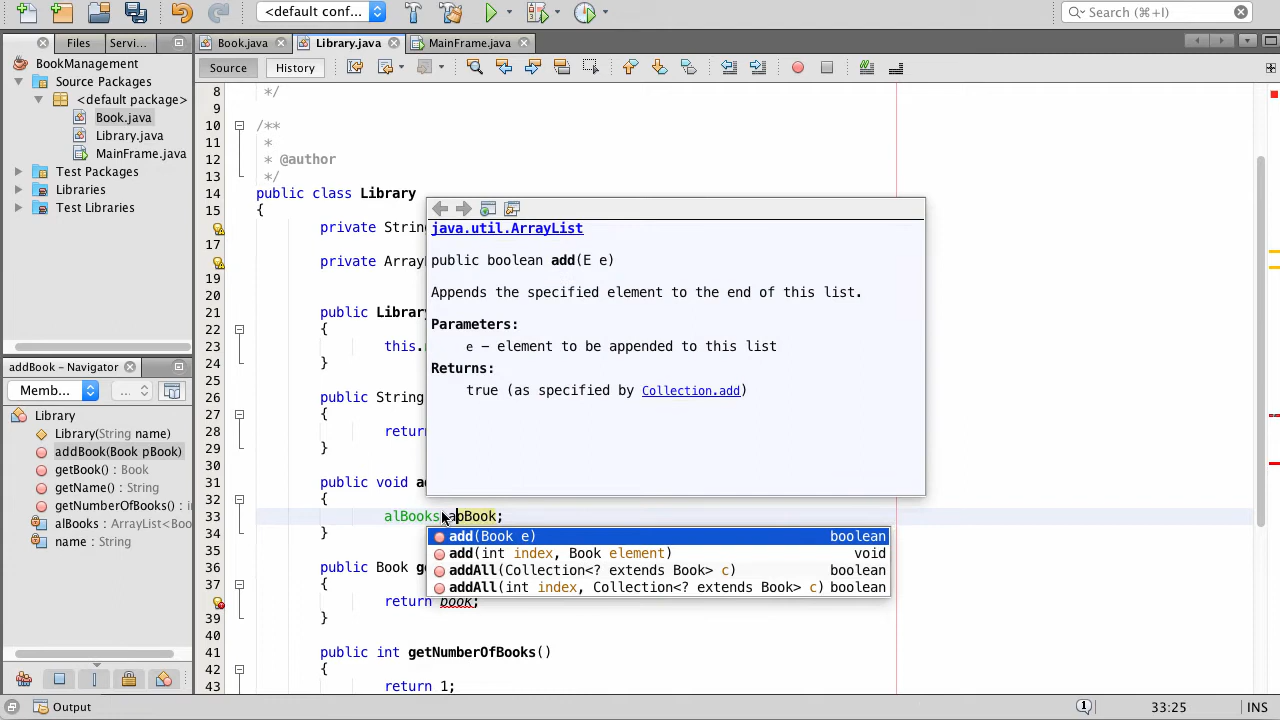 <default conf...
Search (⌘+I)
Files
Servi...
Book.java
Library.java
MainFrame.java
BookManagement
Source Packages
<default package>
Book.java
Library.java
MainFrame.java
Test Packages
Libraries
Test Libraries
Source
History
8 */
9
10 /**
11 *
12 * @author
13 */
14 public class Library
15 {
private Strin
17
private Array
19
20
21 public Librar
22 {
23 this.
24 }
25
26 public String
27 {
28 return
29 }
30
31 public void a
32 {
33 alBooks apBook;
34 }
35
36 public Book g
37 {
return book;
39 }
40
41 public int getNumberOfBooks()
42 {
43 return 1;
java.util.ArrayList
public boolean add(E e)
Appends the specified element to the end of this list.
Parameters:
e – element to be appended to this list
Returns:
true (as specified by Collection.add)
add(Book e) boolean
add(int index, Book element) void
addAll(Collection<? extends Book> c) boolean
addAll(int index, Collection<? extends Book> c) boolean
addBook – Navigator
Memb...
...
Library
Library(String name)
addBook(Book pBook)
getBook() : Book
getName() : String
getNumberOfBooks() : in
alBooks : ArrayList<Boo
name : String
Output
1
33:25
INS